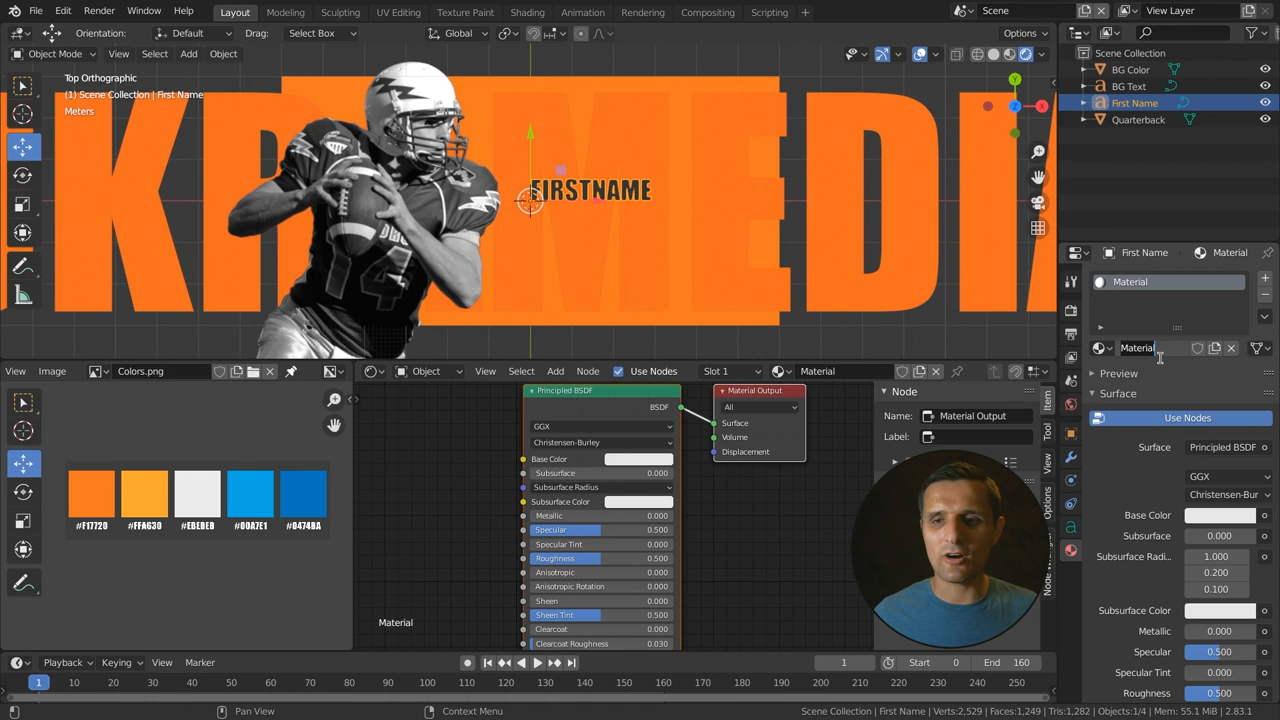 File Edit Render Window Help Layout Modeling Sculpting UV Editing Texture Paint Shading Animation Rendering Compositing Scripting + Scene View Layer
Orientation: Default Drag: Select Box Global Options
Object Mode View Select Add Object
Top Orthographic
(1) Scene Collection | First Name
Meters
KR MEDIA
FIRSTNAME
14
Y
X
Z
Scene Collection
BG Color
BG Text
First Name
Quarterback
First Name Material
Material
Material
Preview
Surface
Use Nodes
Surface Principled BSDF
GGX
Christensen-Bur
Base Color
Subsurface 0.000
Subsurface Radi... 1.000
0.200
0.100
Subsurface Color
Metallic 0.000
Specular 0.500
Specular Tint 0.000
Roughness 0.500
View Image Colors.png
#F17720 #FFA630 #EBEBEB #00A7E1 #0474BA
Object View Select Add Node Use Nodes Slot 1 Material
Principled BSDF
BSDF
GGX
Christensen-Burley
Base Color
Subsurface 0.000
Subsurface Radius
Subsurface Color
Metallic 0.000
Specular 0.500
Specular Tint 0.000
Roughness 0.500
Anisotropic 0.000
Anisotropic Rotation 0.000
Sheen 0.000
Sheen Tint 0.500
Clearcoat 0.000
Clearcoat Roughness 0.030
Material Output
All
Surface
Volume
Displacement
Material
Node
Name: Material Output
Label:
Item
Tool
View
Options
Playback Keying View Marker 1 Start 0 End 160
1 10 20 30 40 50 60 70 80 90 100 110 120 130 140 150 160 170 180 190 200 210 220 230 240 250
Pan View Context Menu Scene Collection | First Name | Verts:2,529 | Faces:1,249 | Tris:1,282 | Objects:1/4 | Mem: 55.1 MiB | 2.83.1